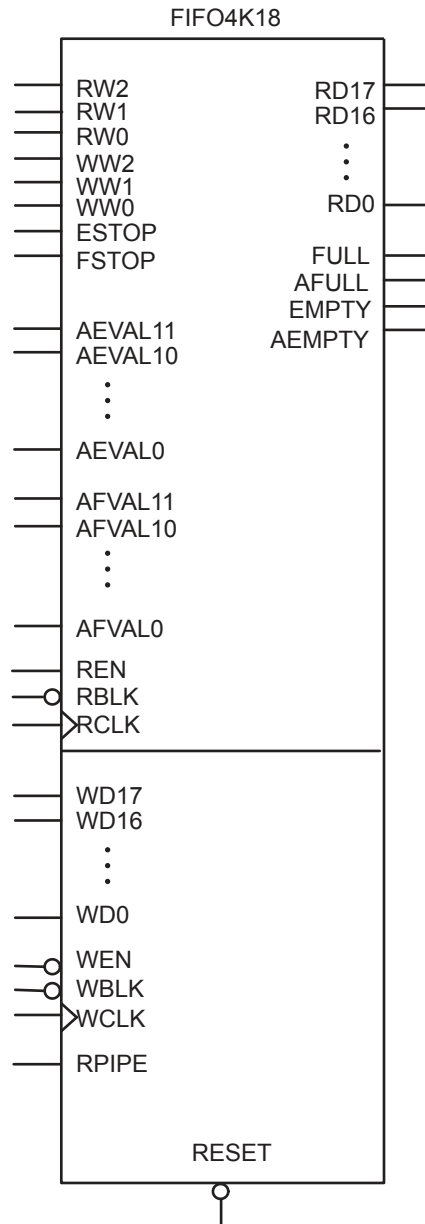 FIFO4K18
RW2
RW1
RW0
WW2
WW1
WW0
ESTOP
FSTOP
AEVAL11
AEVAL10
AEVAL0
AFVAL11
AFVAL10
AFVAL0
REN
RBLK
RCLK
RD17
RD16
RD0
FULL
AFULL
EMPTY
AEMPTY
WD17
WD16
WD0
WEN
WBLK
WCLK
RPIPE
RESET